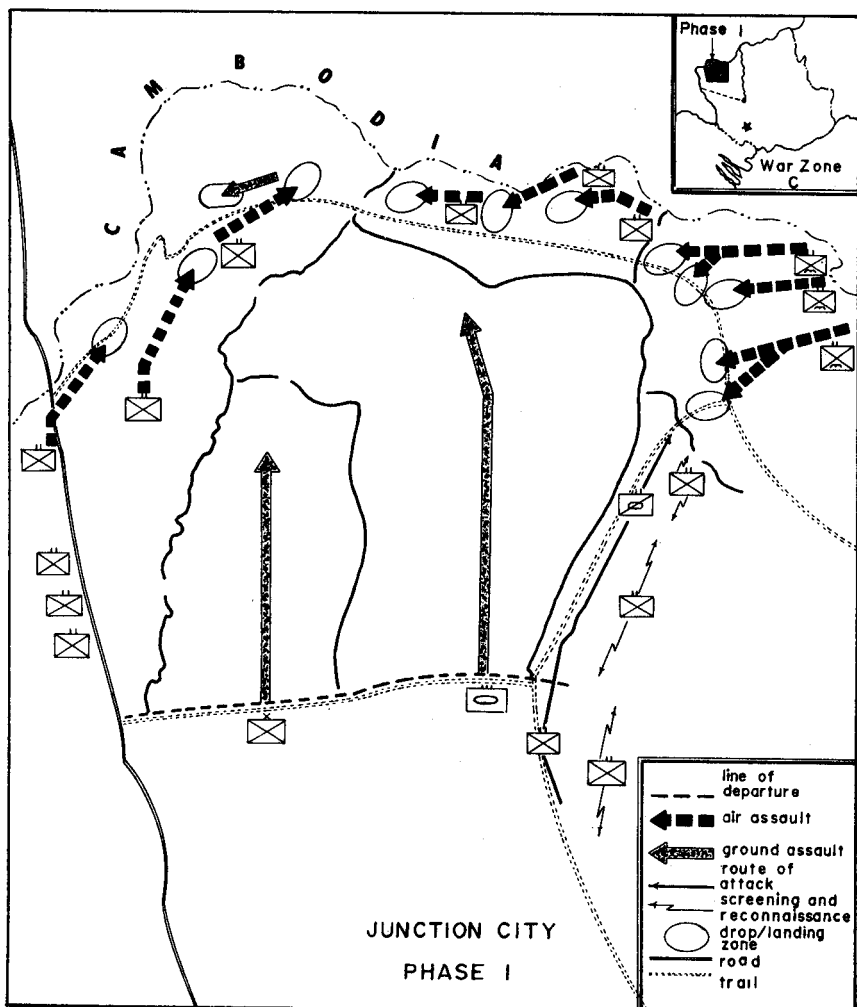 CAMBODIA
Phase I
War Zone
C
line of
departure
air assault
ground assault
route of
attack
screening and
reconnaissance
drop/landing
zone
road
trail
JUNCTION CITY
PHASE I